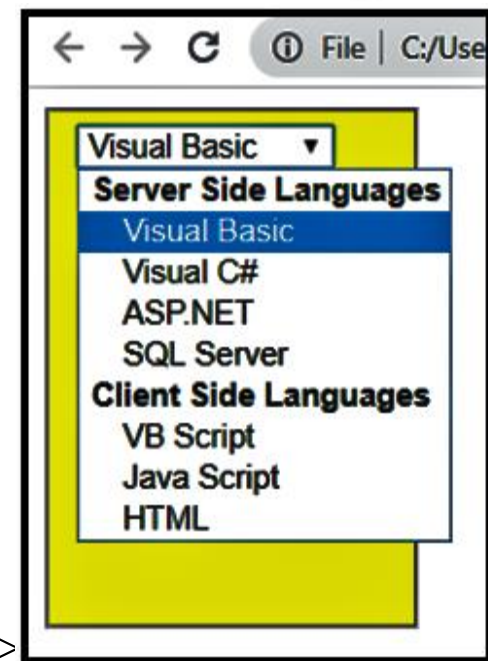 ⓘ File | C:/Use
Visual Basic ▼
Server Side Languages
Visual Basic
Visual C#
ASP.NET
SQL Server
Client Side Languages
VB Script
Java Script
HTML
>